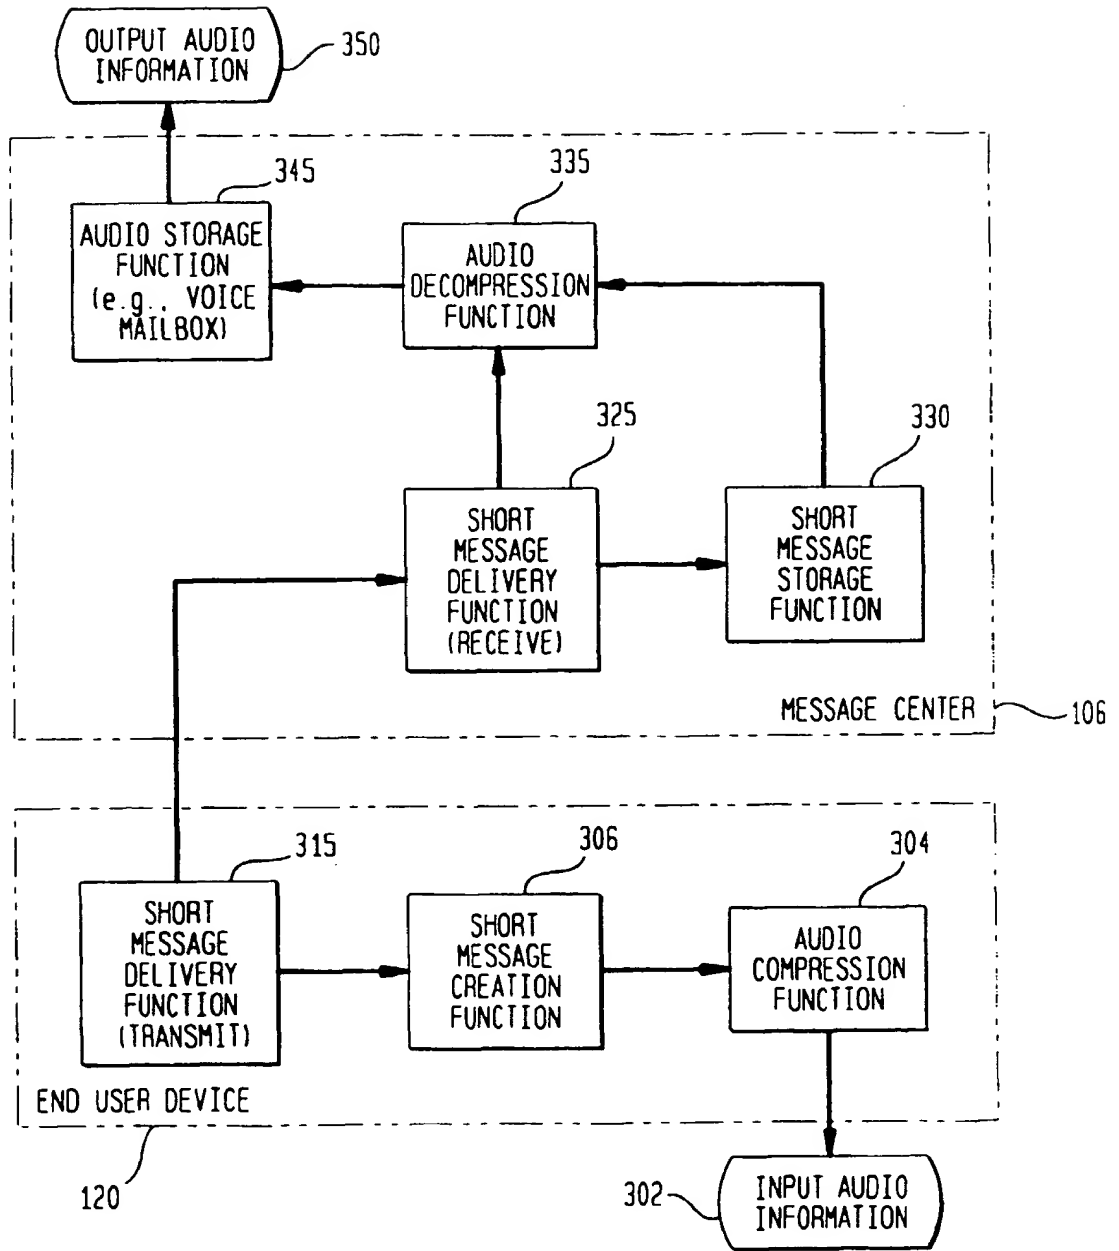 OUTPUT AUDIO
INFORMATION
350
345
335
AUDIO STORAGE
FUNCTION
(e.g., VOICE
MAILBOX)
AUDIO
DECOMPRESSION
FUNCTION
325
330
SHORT
MESSAGE
DELIVERY
FUNCTION
(RECEIVE)
SHORT
MESSAGE
STORAGE
FUNCTION
MESSAGE CENTER
106
315
306
304
SHORT
MESSAGE
DELIVERY
FUNCTION
(TRANSMIT)
SHORT
MESSAGE
CREATION
FUNCTION
AUDIO
COMPRESSION
FUNCTION
END USER DEVICE
120
302
INPUT AUDIO
INFORMATION